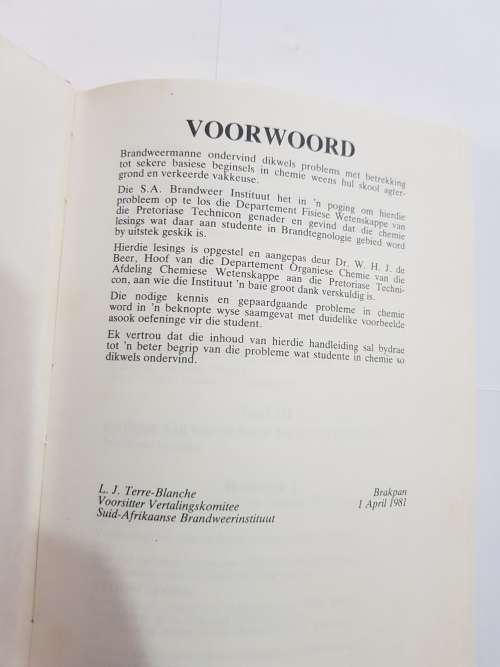 VOORWOORD
Brandweermanne ondervind dikwels problems met betrekking
tot sekere basiese beginsels in chemie weens hul skool agter-
grond en verkeerde vakkeuse.
Die S.A. Brandweer Instituut het in 'n poging om hierdie
probleem op te los die Departement Fisiese Wetenskappe van
die Pretoriase Technicon genader en gevind dat die chemie
lesings wat daar aan studente in Brandtegnologie gebied word
by uitstek geskik is.
Hierdie lesings is opgestel en aangepas deur Dr. W. H. J. de
Beer, Hoof van die Departement Organiese Chemie van die
Afdeling Chemiese Wetenskappe aan die Pretoriase Techni-
con, aan wie die Instituut 'n baie groot dank verskuldig is.
Die nodige kennis en gepaardgaande probleme in chemie
word in 'n beknopte wyse saamgevat met duidelike voorbeelde
asook oefeninge vir die student.
Ek vertrou dat die inhoud van hierdie handleiding sal bydrae
tot 'n beter begrip van die probleme wat studente in chemie so
dikwels ondervind.
L. J. Terre-Blanche
Voorsitter Vertalingskomitee
Suid-Afrikaanse Brandweerinstituut
Brakpan
1 April 1981